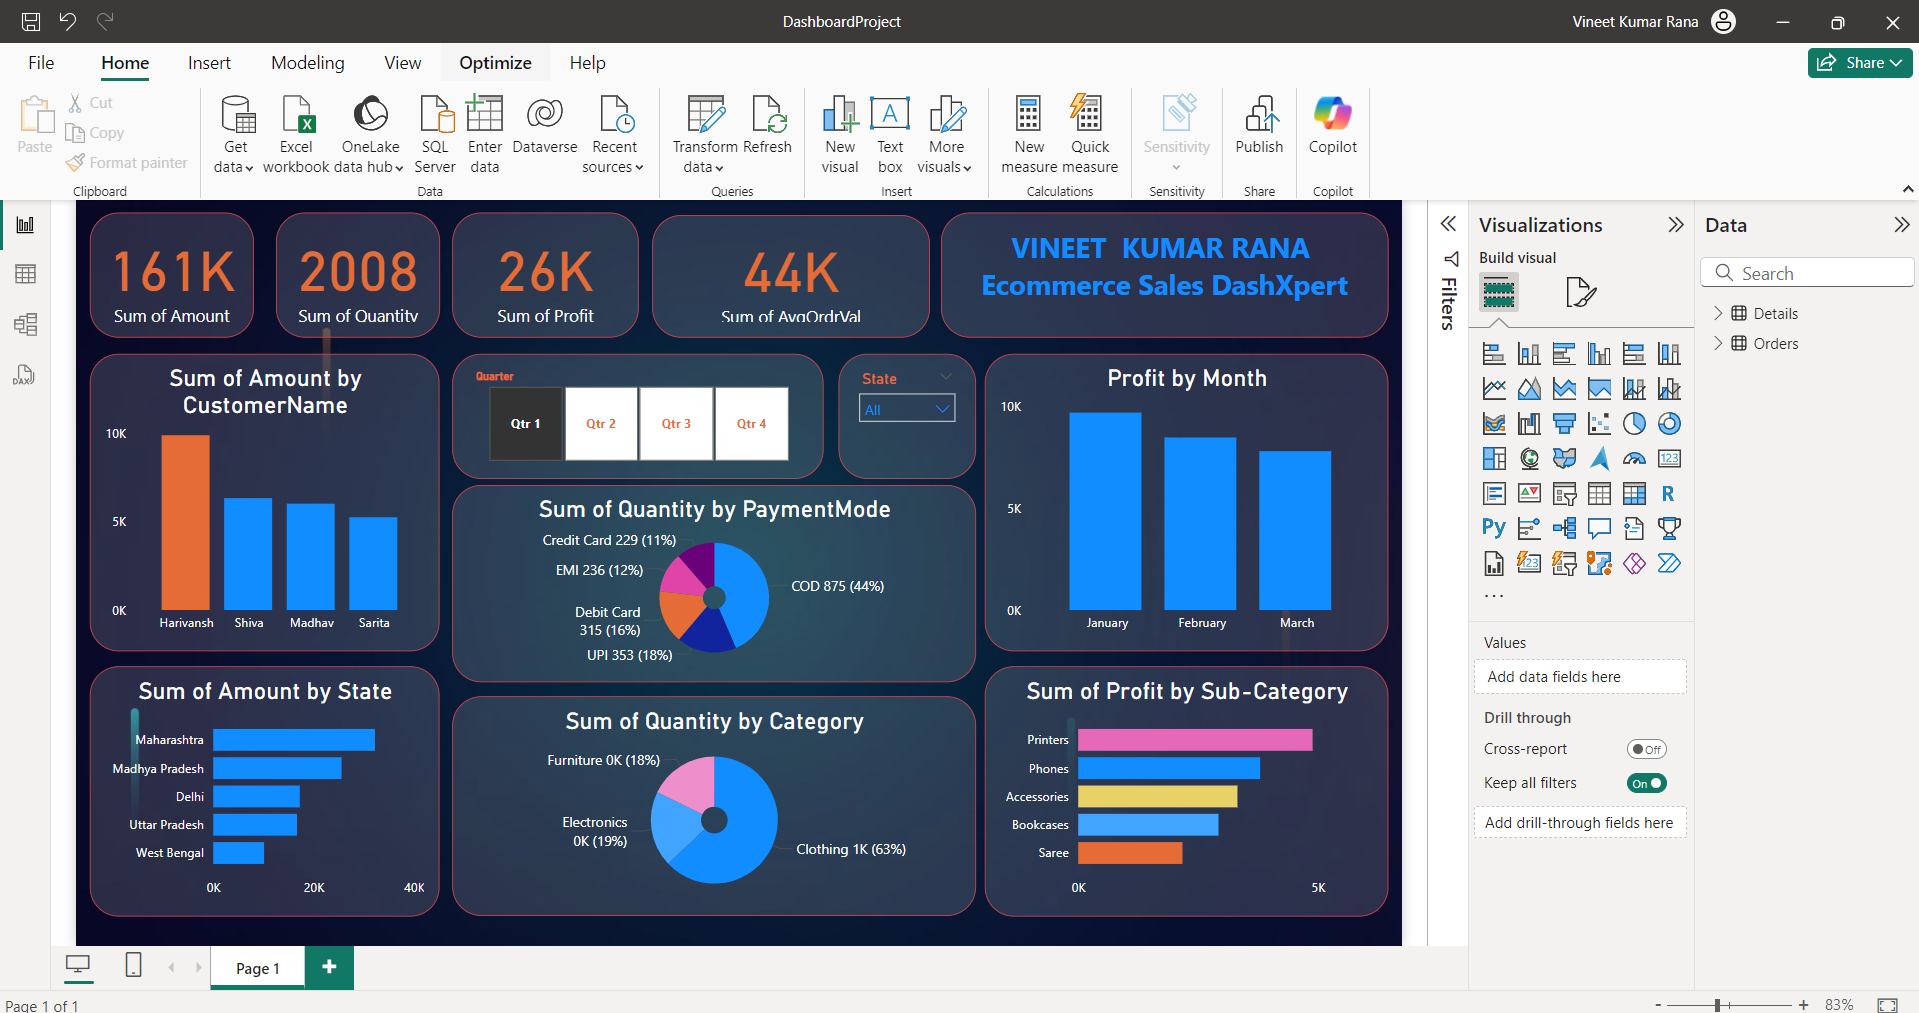 DashboardProject
Vineet Kumar Rana
File Home Insert Modeling View Optimize Help
Share
Paste
Cut
Copy
Format painter
Clipboard
Get data
Excel workbook
OneLake data hub
SQL Server
Enter data
Dataverse
Recent sources
Data
Transform data
Refresh
Queries
New visual
Text box
More visuals
Insert
New measure
Quick measure
Calculations
Sensitivity
Sensitivity
Publish
Share
Copilot
Copilot
161K
Sum of Amount
2008
Sum of Quantity
26K
Sum of Profit
44K
Sum of AvgOrdrVal
VINEET KUMAR RANA
Ecommerce Sales DashXpert
Sum of Amount by
CustomerName
10K
5K
0K
Harivansh Shiva Madhav Sarita
Quarter
Qtr 1 Qtr 2 Qtr 3 Qtr 4
State
All
Profit by Month
10K
5K
0K
January February March
Sum of Quantity by PaymentMode
Credit Card 229 (11%)
EMI 236 (12%)
COD 875 (44%)
Debit Card
315 (16%)
UPI 353 (18%)
Sum of Amount by State
Maharashtra
Madhya Pradesh
Delhi
Uttar Pradesh
West Bengal
0K 20K 40K
Sum of Quantity by Category
Furniture 0K (18%)
Electronics
0K (19%)
Clothing 1K (63%)
Sum of Profit by Sub-Category
Printers
Phones
Accessories
Bookcases
Saree
0K 5K
Filters
Visualizations
Build visual
123
R
Py
123
...
Values
Add data fields here
Drill through
Cross-report
Off
Keep all filters
On
Add drill-through fields here
Data
Search
Details
Orders
DAX
Page 1
+
Page 1 of 1
- + 83%